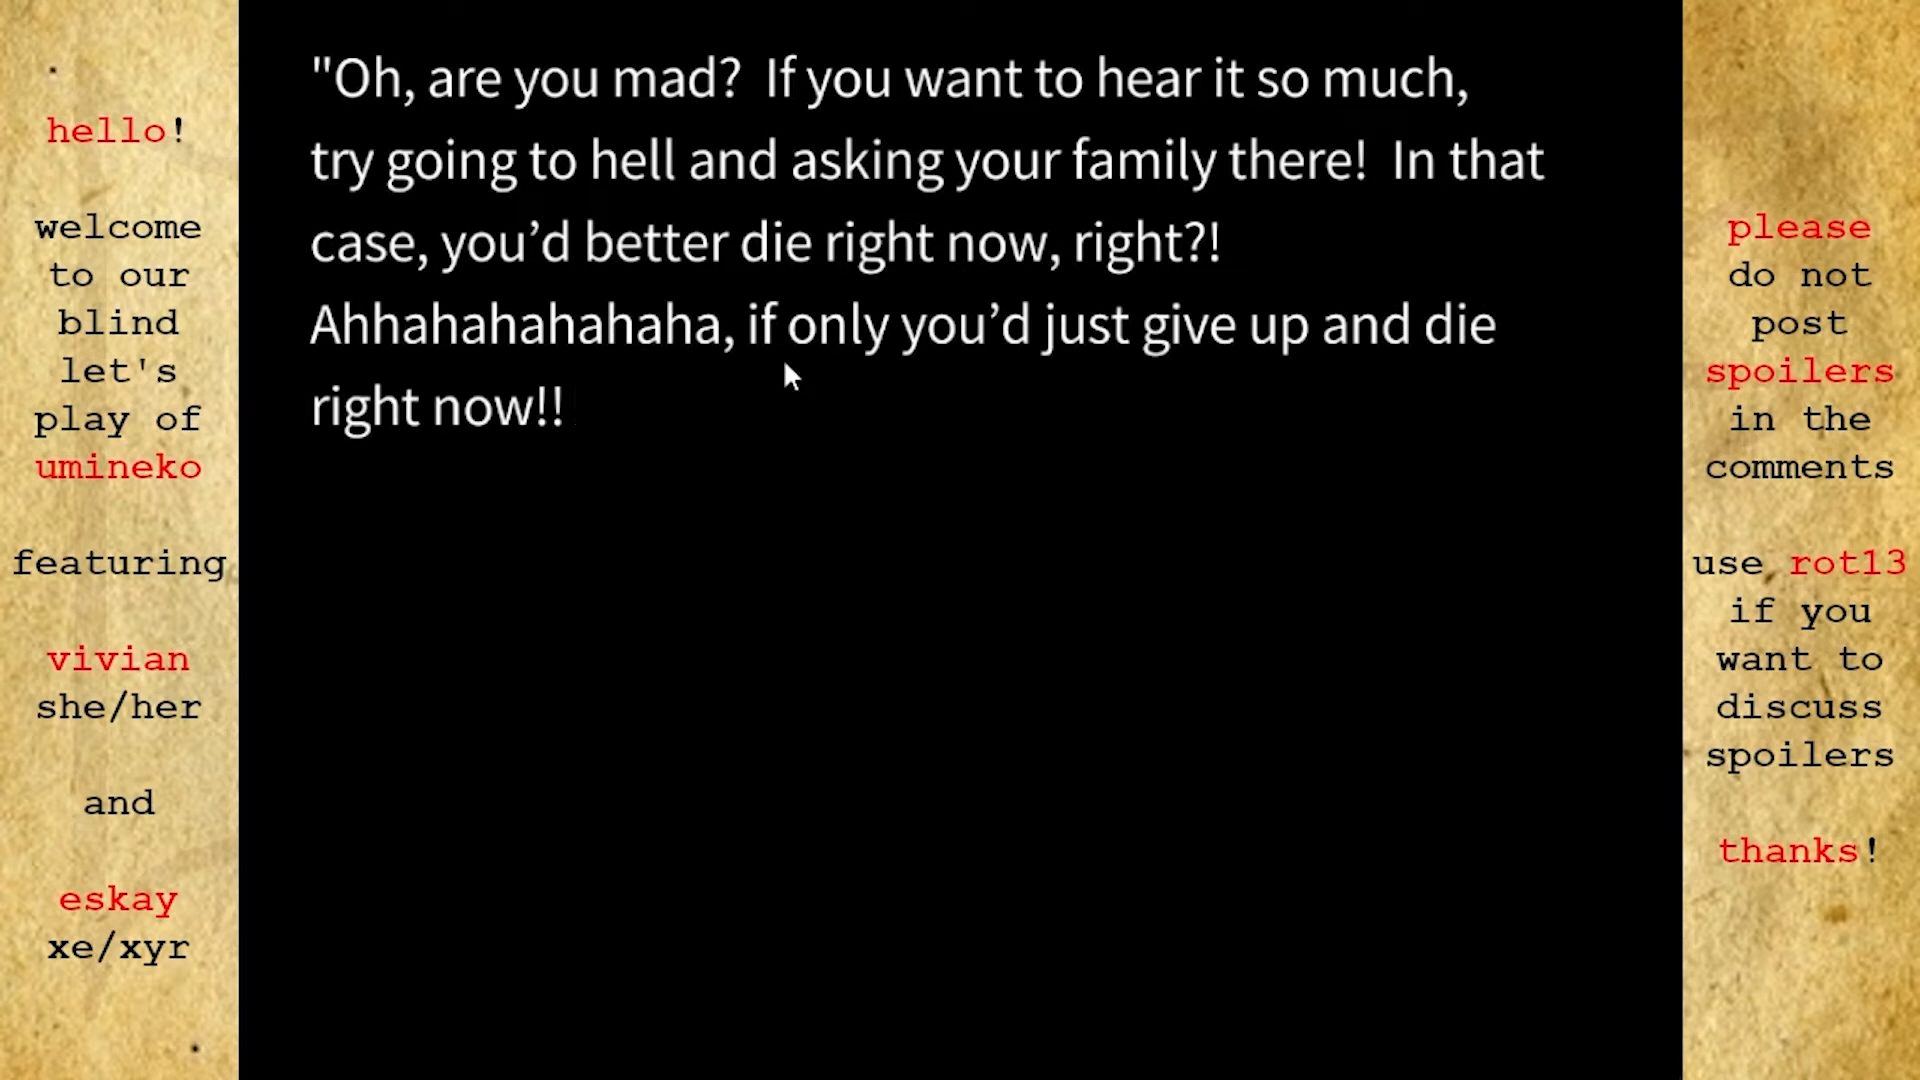 hello!
welcome
to our
blind
let's
play of
umineko
featuring
vivian
she/her
and
eskay
xe/xyr
"Oh, are you mad?  If you want to hear it so much,
try going to hell and asking your family there!  In that
case, you’d better die right now, right?!
Ahhahahahahaha, if only you’d just give up and die
right now!!
please
do not
post
spoilers
in the
comments
use rot13
if you
want to
discuss
spoilers
thanks!